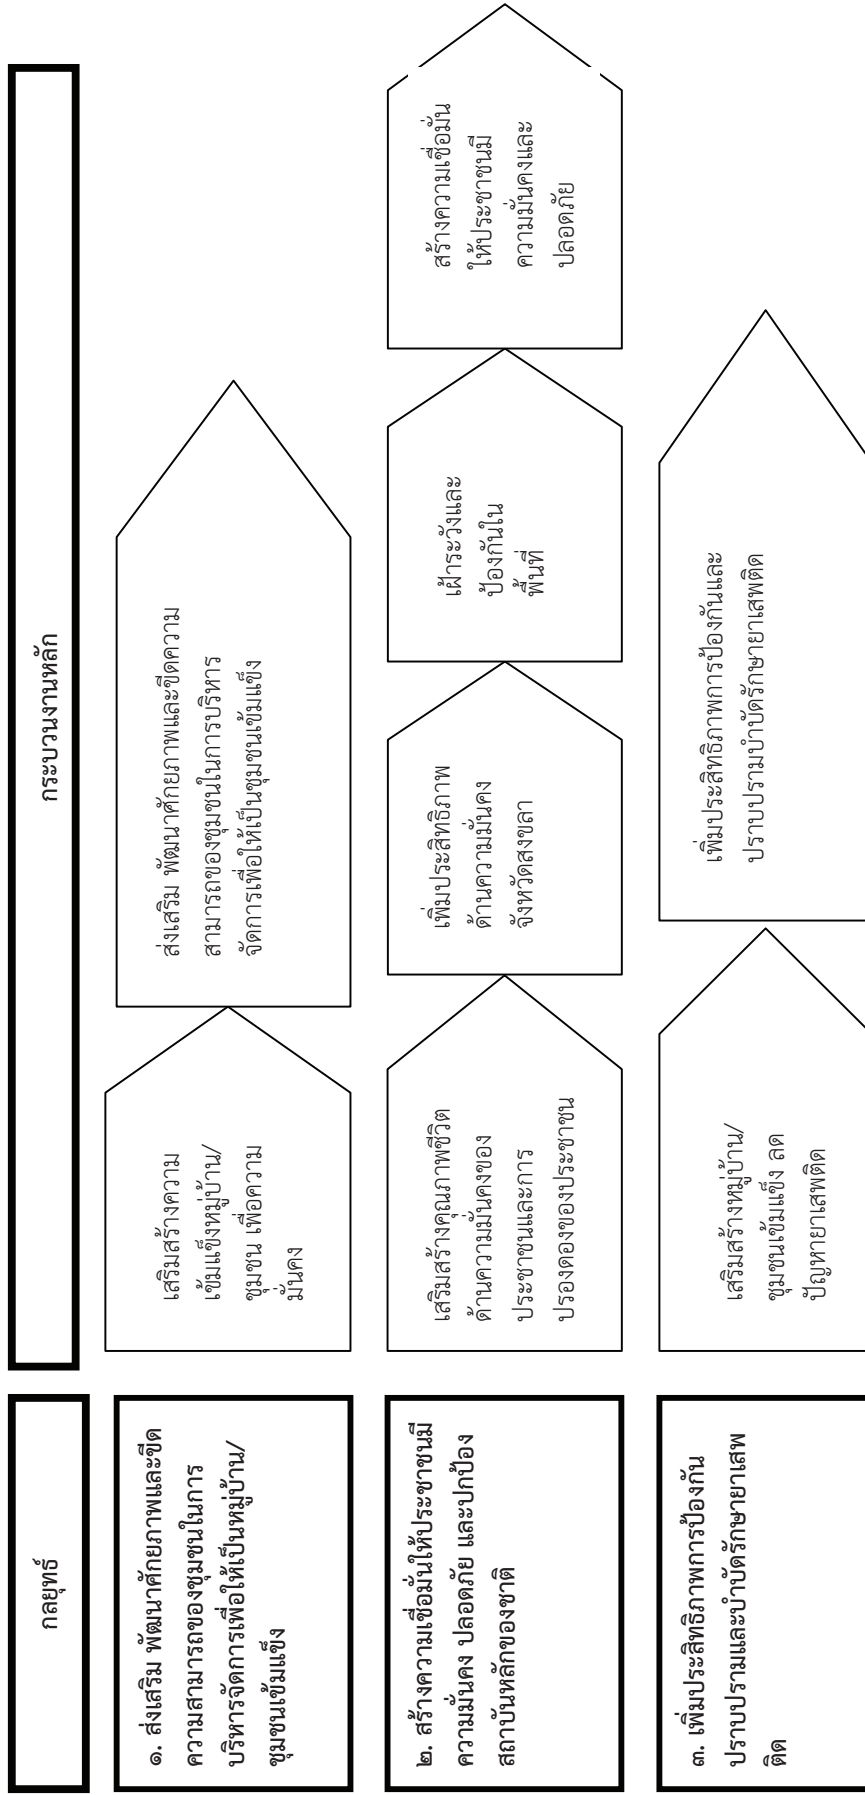 กลยุทธ์
กระบวนงานหลัก
๑. ส่งเสริม พัฒนาศักยภาพและขีด
ความสามารถของชุมชนในการ
บริหารจัดการเพื่อให้เป็นหมู่บ้าน/
ชุมชนเข้มแข็ง
เสริมสร้างความ
เข้มแข็งหมู่บ้าน/
ชุมชน เพื่อความ
มั่นคง
ส่งเสริม พัฒนาศักยภาพและขีดความ
สามารถของชุมชนในการบริหาร
จัดการเพื่อให้เป็นชุมชนเข้มแข็ง
๒. สร้างความเชื่อมั่นให้ประชาชนมี
ความมั่นคง ปลอดภัย และปกป้อง
สถาบันหลักของชาติ
เสริมสร้างคุณภาพชีวิต
ด้านความมั่นคงของ
ประชาชนและการ
ปรองดองของประชาชน
เพิ่มประสิทธิภาพ
ด้านความมั่นคง
จังหวัดสงขลา
เฝ้าระวังและ
ป้องกันใน
พื้นที่
สร้างความเชื่อมั่น
ให้ประชาชนมี
ความมั่นคงและ
ปลอดภัย
๓. เพิ่มประสิทธิภาพการป้องกัน
ปราบปรามและบำบัดรักษายาเสพ
ติด
เสริมสร้างหมู่บ้าน/
ชุมชนเข้มแข็ง ลด
ปัญหายาเสพติด
เพิ่มประสิทธิภาพการป้องกันและ
ปราบปรามบำบัดรักษายาเสพติด